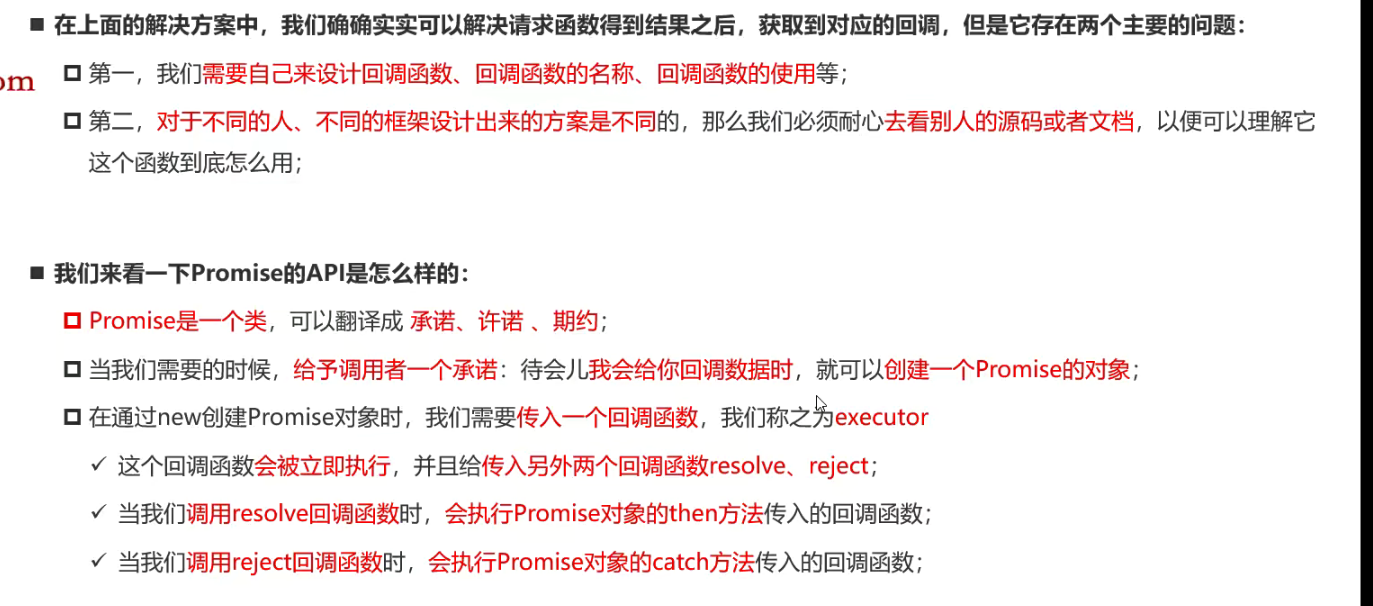 在上面的解决方案中，我们确确实实可以解决请求函数得到结果之后，获取到对应的回调，但是它存在两个主要的问题：
om
第一，我们需要自己来设计回调函数、回调函数的名称、回调函数的使用等；
第二，对于不同的人、不同的框架设计出来的方案是不同的，那么我们必须耐心去看别人的源码或者文档，以便可以理解它
这个函数到底怎么用；
我们来看一下Promise的API是怎么样的：
Promise是一个类，可以翻译成 承诺、许诺 、期约；
当我们需要的时候，给予调用者一个承诺：待会儿我会给你回调数据时，就可以创建一个Promise的对象；
在通过new创建Promise对象时，我们需要传入一个回调函数，我们称之为executor
✓ 这个回调函数会被立即执行，并且给传入另外两个回调函数resolve、reject；
✓ 当我们调用resolve回调函数时，会执行Promise对象的then方法传入的回调函数；
✓ 当我们调用reject回调函数时，会执行Promise对象的catch方法传入的回调函数；